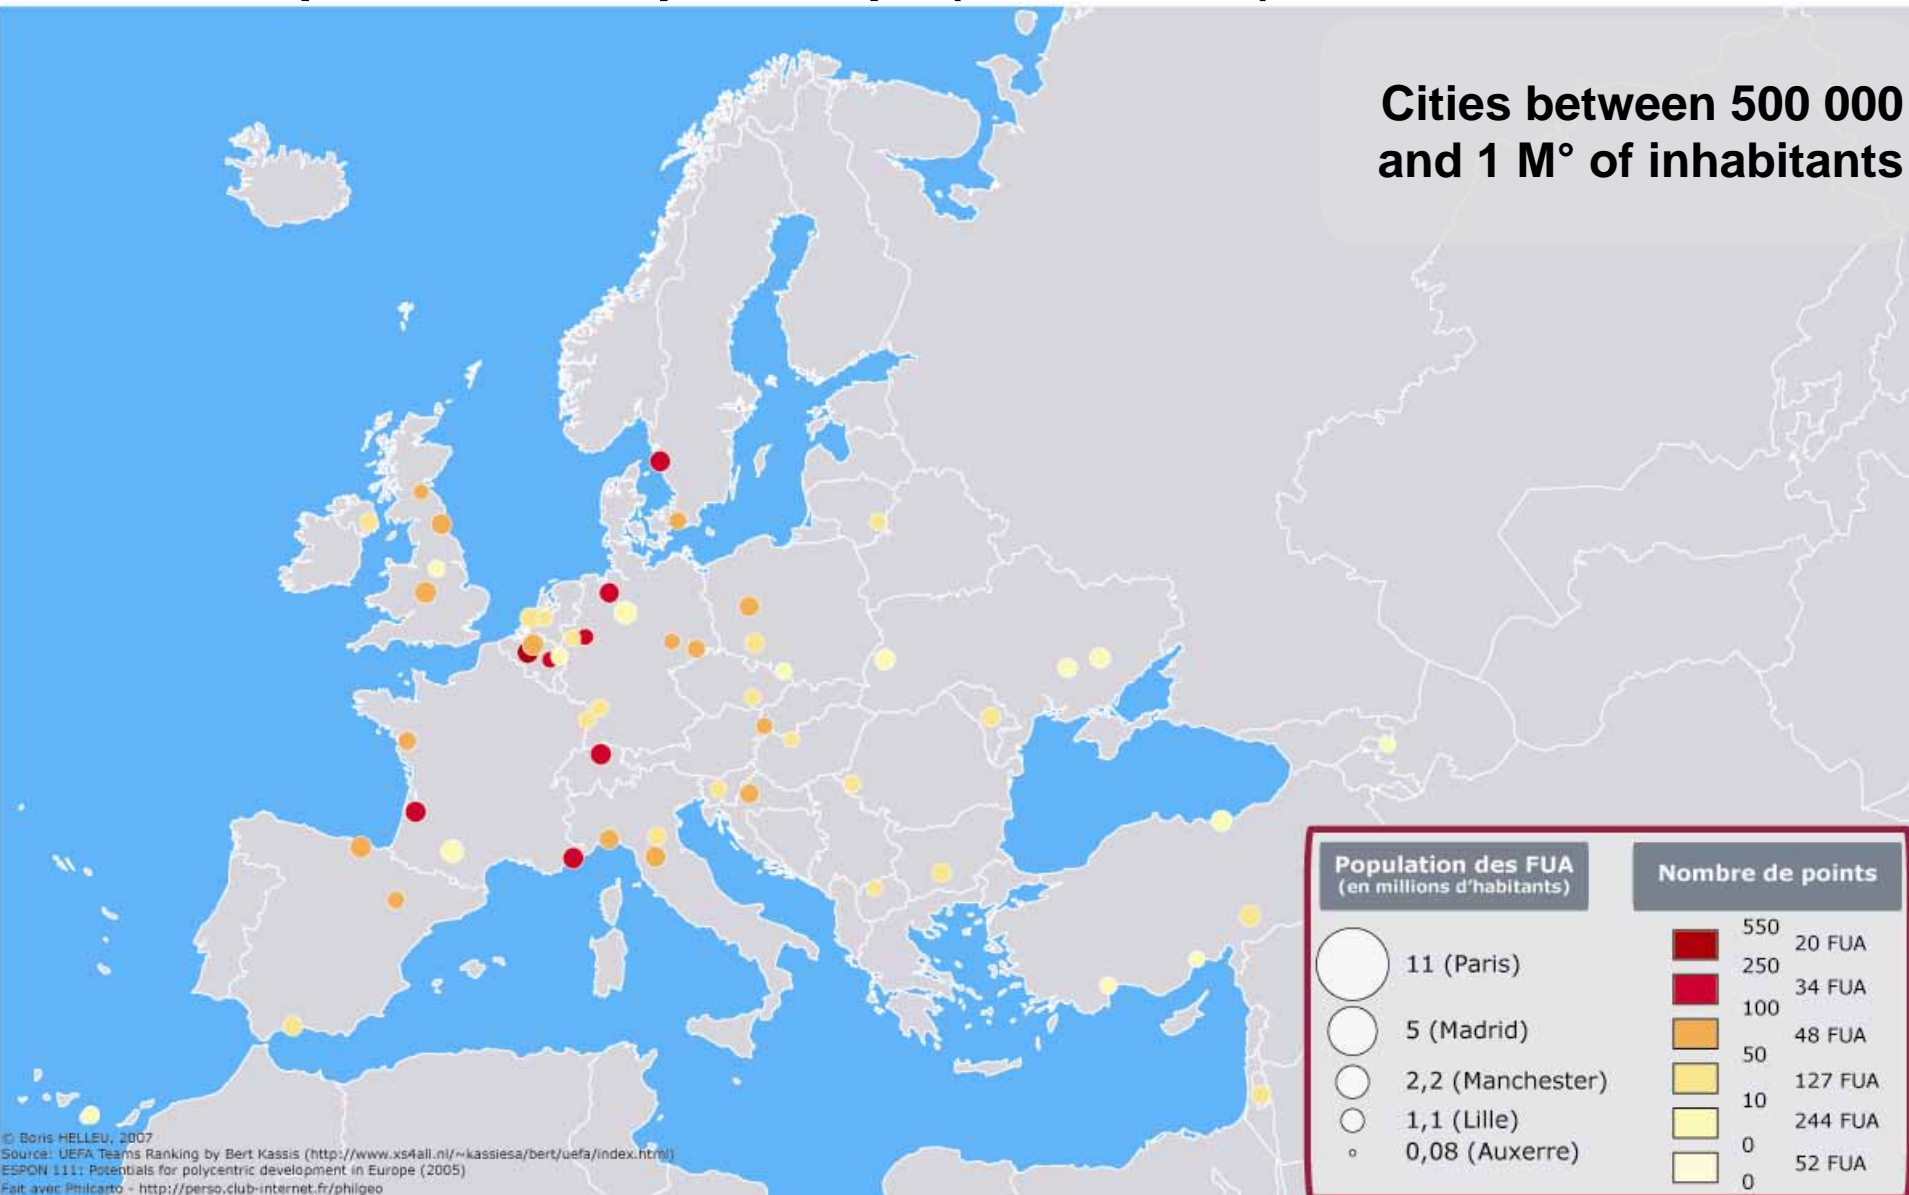 Cities between 500 000
and 1 M° of inhabitants
Population des FUA
(en millions d'habitants)
11 (Paris)
5 (Madrid)
2,2 (Manchester)
1,1 (Lille)
0,08 (Auxerre)
Nombre de points
550
20 FUA
250
34 FUA
100
48 FUA
50
127 FUA
10
244 FUA
0
52 FUA
0
© Boris HELLEU, 2007
Source: UEFA Teams Ranking by Bert Kassis (http://www.xs4all.nl/~kassiesa/bert/uefa/index.html)
ESPON 111: Potentials for polycentric development in Europe (2005)
Fait avec Philcarto - http://perso.club-internet.fr/philgeo